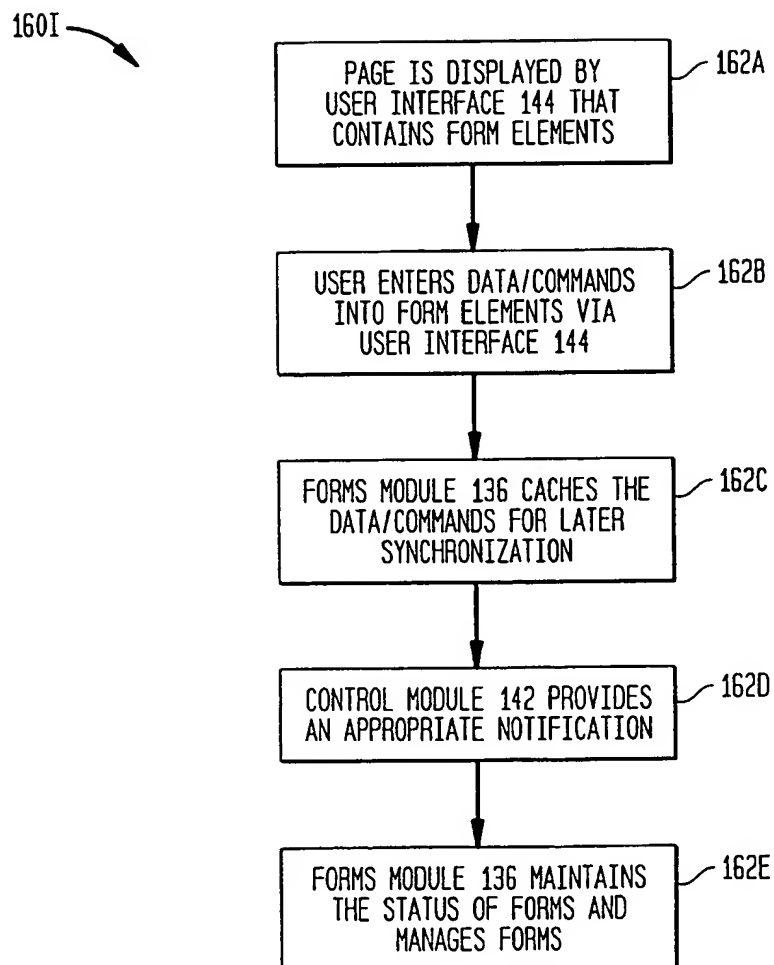 160I
PAGE IS DISPLAYED BY
USER INTERFACE 144 THAT
CONTAINS FORM ELEMENTS
162A
USER ENTERS DATA/COMMANDS
INTO FORM ELEMENTS VIA
USER INTERFACE 144
162B
FORMS MODULE 136 CACHES THE
DATA/COMMANDS FOR LATER
SYNCHRONIZATION
162C
CONTROL MODULE 142 PROVIDES
AN APPROPRIATE NOTIFICATION
162D
FORMS MODULE 136 MAINTAINS
THE STATUS OF FORMS AND
MANAGES FORMS
162E